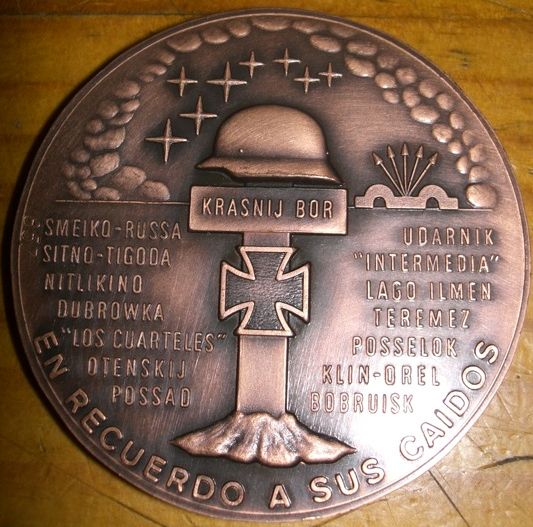 KRASNIJ BOR
SMEIKO-RUSSA
SITNO-TIGODA
NITLIKINO
DUBROWKA
"LOS CUARTELES"
OTENSKIJ
POSSAD
UDARNIK
"INTERMEDIA"
LAGO ILMEN
TEREMEZ
POSSELOK
KLIN-OREL
BOBRUISK
EN RECUERDO A SUS CAIDOS